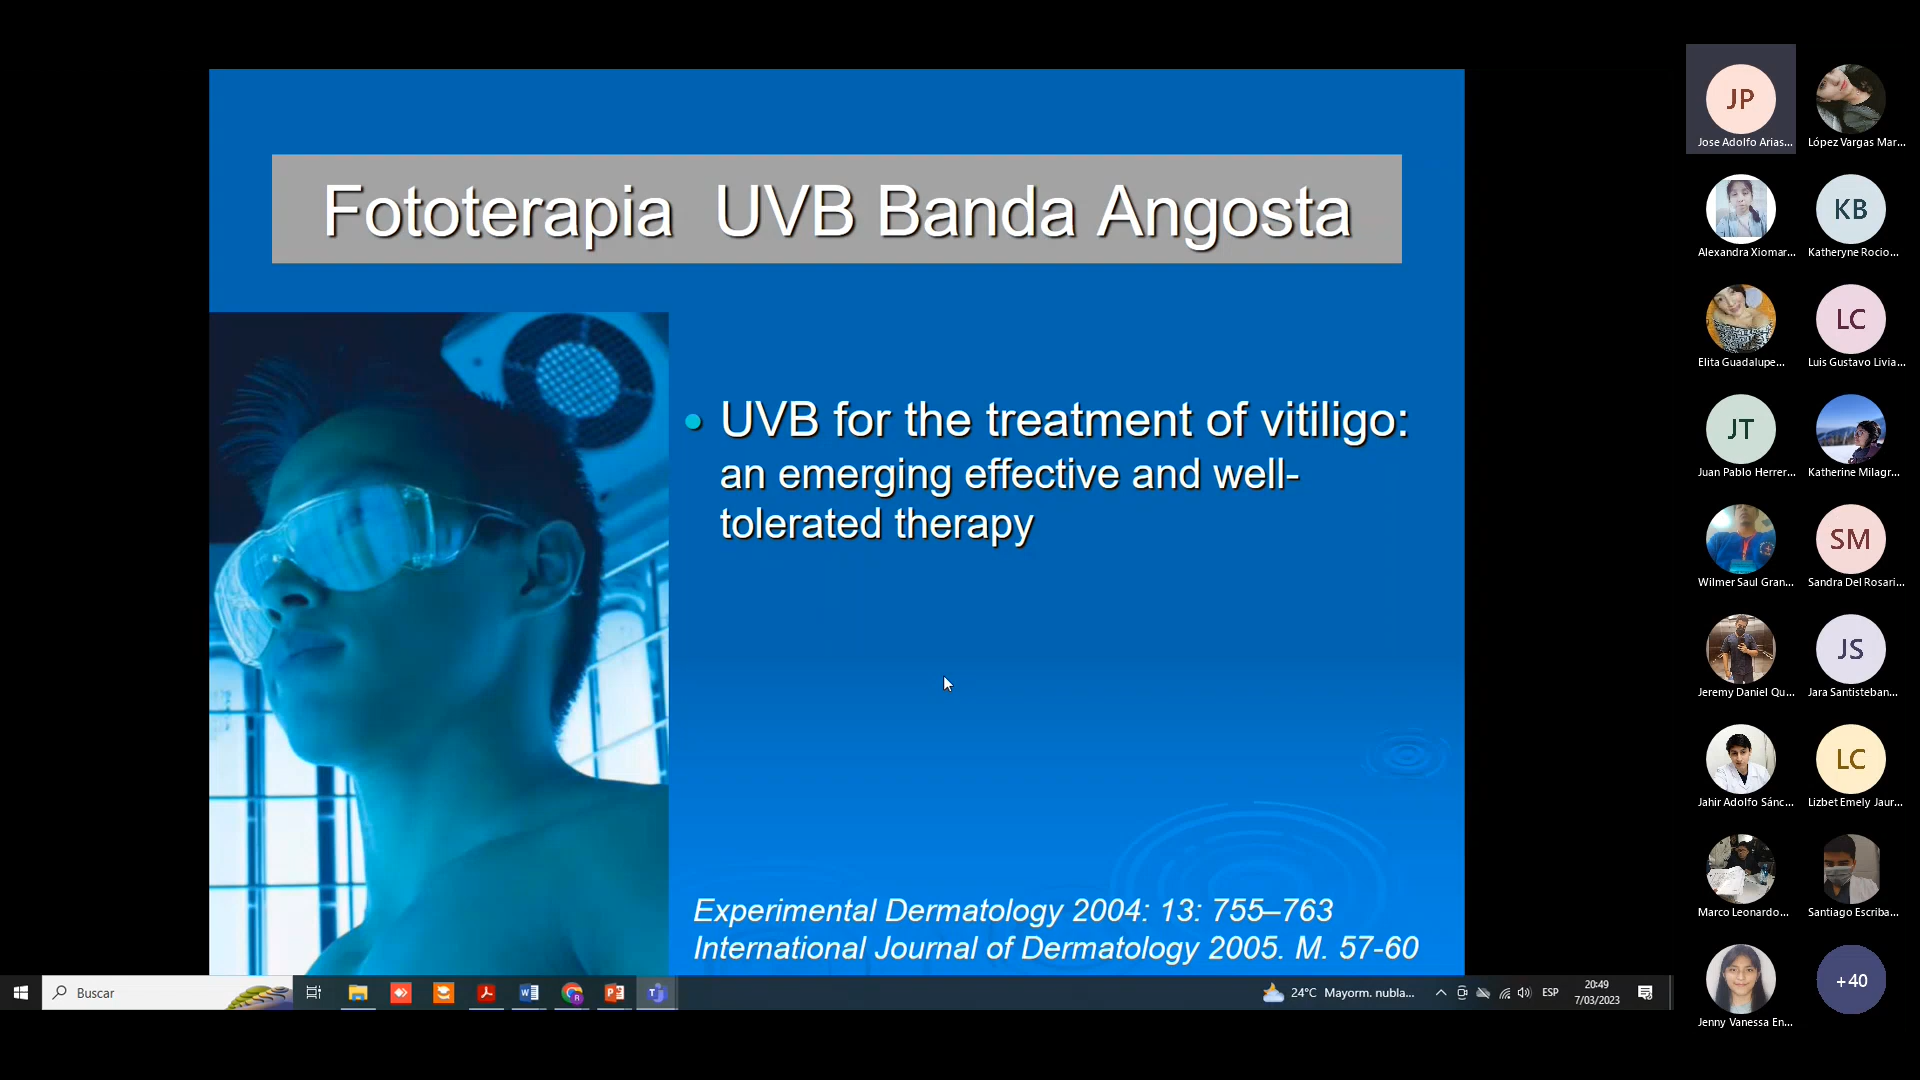 Fototerapia UVB Banda Angosta
• UVB for the treatment of vitiligo:
an emerging effective and well-
tolerated therapy
Experimental Dermatology 2004: 13: 755–763
International Journal of Dermatology 2005. M. 57-60
JP
Jose Adolfo Arias...
López Vargas Mar...
Alexandra Xiomar...
KB
Katheryne Rocio...
Elita Guadalupe...
LC
Luis Gustavo Livia...
JT
Juan Pablo Herrer...
Katherine Milagr...
Wilmer Saul Gran...
SM
Sandra Del Rosari...
Jeremy Daniel Qu...
JS
Jara Santisteban...
Jahir Adolfo Sánc...
LC
Lizbet Emely Jaur...
Marco Leonardo...
Santiago Escriba...
Jenny Vanessa En...
+40
Buscar
24°C Mayorm. nubla...
ESP
20:49
7/03/2023